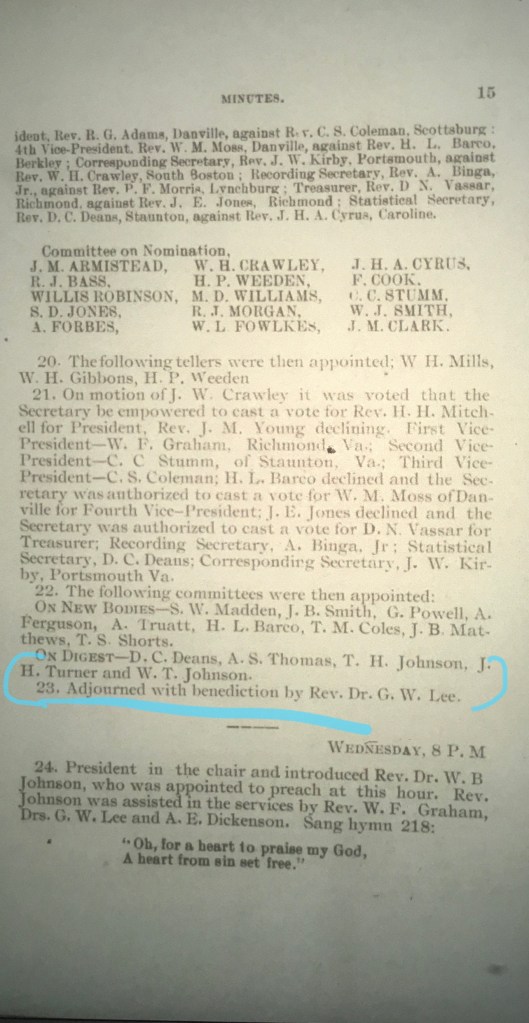 MINUTES. 15
ident, Rev. R. G. Adams, Danville, against Rev. C. S. Coleman, Scottsburg :
4th Vice-President, Rev. W. M. Moss, Danville, against Rev. H. L. Barco,
Berkley ; Corresponding Secretary, Rev. J. W. Kirby, Portsmouth, against
Rev. W. H. Crawley, South Boston ; Recording Secretary, Rev. A. Binga,
Jr., against Rev. P. F. Morris, Lynchburg ; Treasurer, Rev. D N. Vassar,
Richmond, against Rev. J. E. Jones, Richmond ; Statistical Secretary,
Rev. D. C. Deans, Staunton, against Rev. J. H. A. Cyrus, Caroline.
Committee on Nomination,
J. M. ARMISTEAD, W. H. CRAWLEY, J. H. A. CYRUS,
R. J. BASS, H. P. WEEDEN, F. COOK,
WILLIS ROBINSON, M. D. WILLIAMS, C. C. STUMM,
S. D. JONES, R. J. MORGAN, W. J. SMITH,
A. FORBES, W. L FOWLKES, J. M. CLARK.
20. The following tellers were then appointed; W H. Mills,
W. H. Gibbons, H. P. Weeden
21. On motion of J. W. Crawley it was voted that the
Secretary be empowered to cast a vote for Rev. H. H. Mitch-
ell for President, Rev. J. M. Young declining. First Vice-
President—W. F. Graham, Richmond, Va.; Second Vice-
President—C. C Stumm, of Staunton, Va.; Third Vice-
President—C. S. Coleman; H. L. Barco declined and the Sec-
retary was authorized to cast a vote for W. M. Moss of Dan-
ville for Fourth Vice-President; J. E. Jones declined and the
Secretary was authorized to cast a vote for D. N. Vassar for
Treasurer; Recording Secretary, A. Binga, Jr ; Statistical
Secretary, D. C. Deans; Corresponding Secretary, J. W. Kir-
by, Portsmouth Va.
22. The following committees were then appointed:
ON NEW BODIES—S. W. Madden, J. B. Smith, G. Powell, A.
Ferguson, A. Truatt, H. L. Barco, T. M. Coles, J. B. Mat-
thews, T. S. Shorts.
ON DIGEST—D. C. Deans, A. S. Thomas, T. H. Johnson, J.
H. Turner and W. T. Johnson.
23. Adjourned with benediction by Rev. Dr. G. W. Lee.
WEDNESDAY, 8 P. M
24. President in the chair and introduced Rev. Dr. W. B
Johnson, who was appointed to preach at this hour. Rev.
Johnson was assisted in the services by Rev. W. F. Graham,
Drs. G. W. Lee and A. E. Dickenson. Sang hymn 218:
"Oh, for a heart to praise my God,
A heart from sin set free."